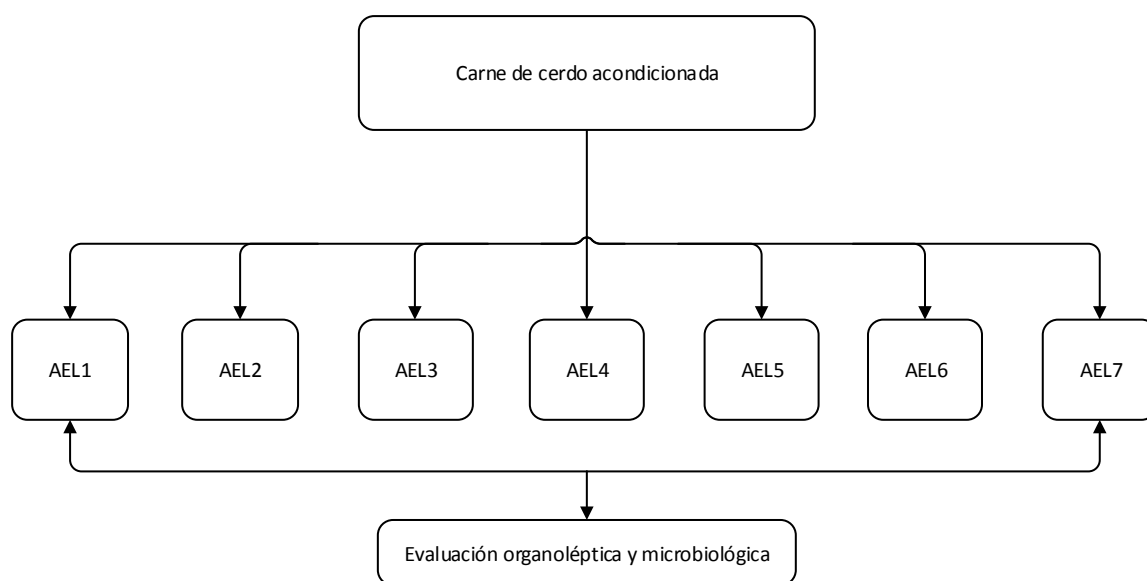 Carne de cerdo acondicionada
AEL1
AEL2
AEL3
AEL4
AEL5
AEL6
AEL7
Evaluación organoléptica y microbiológica